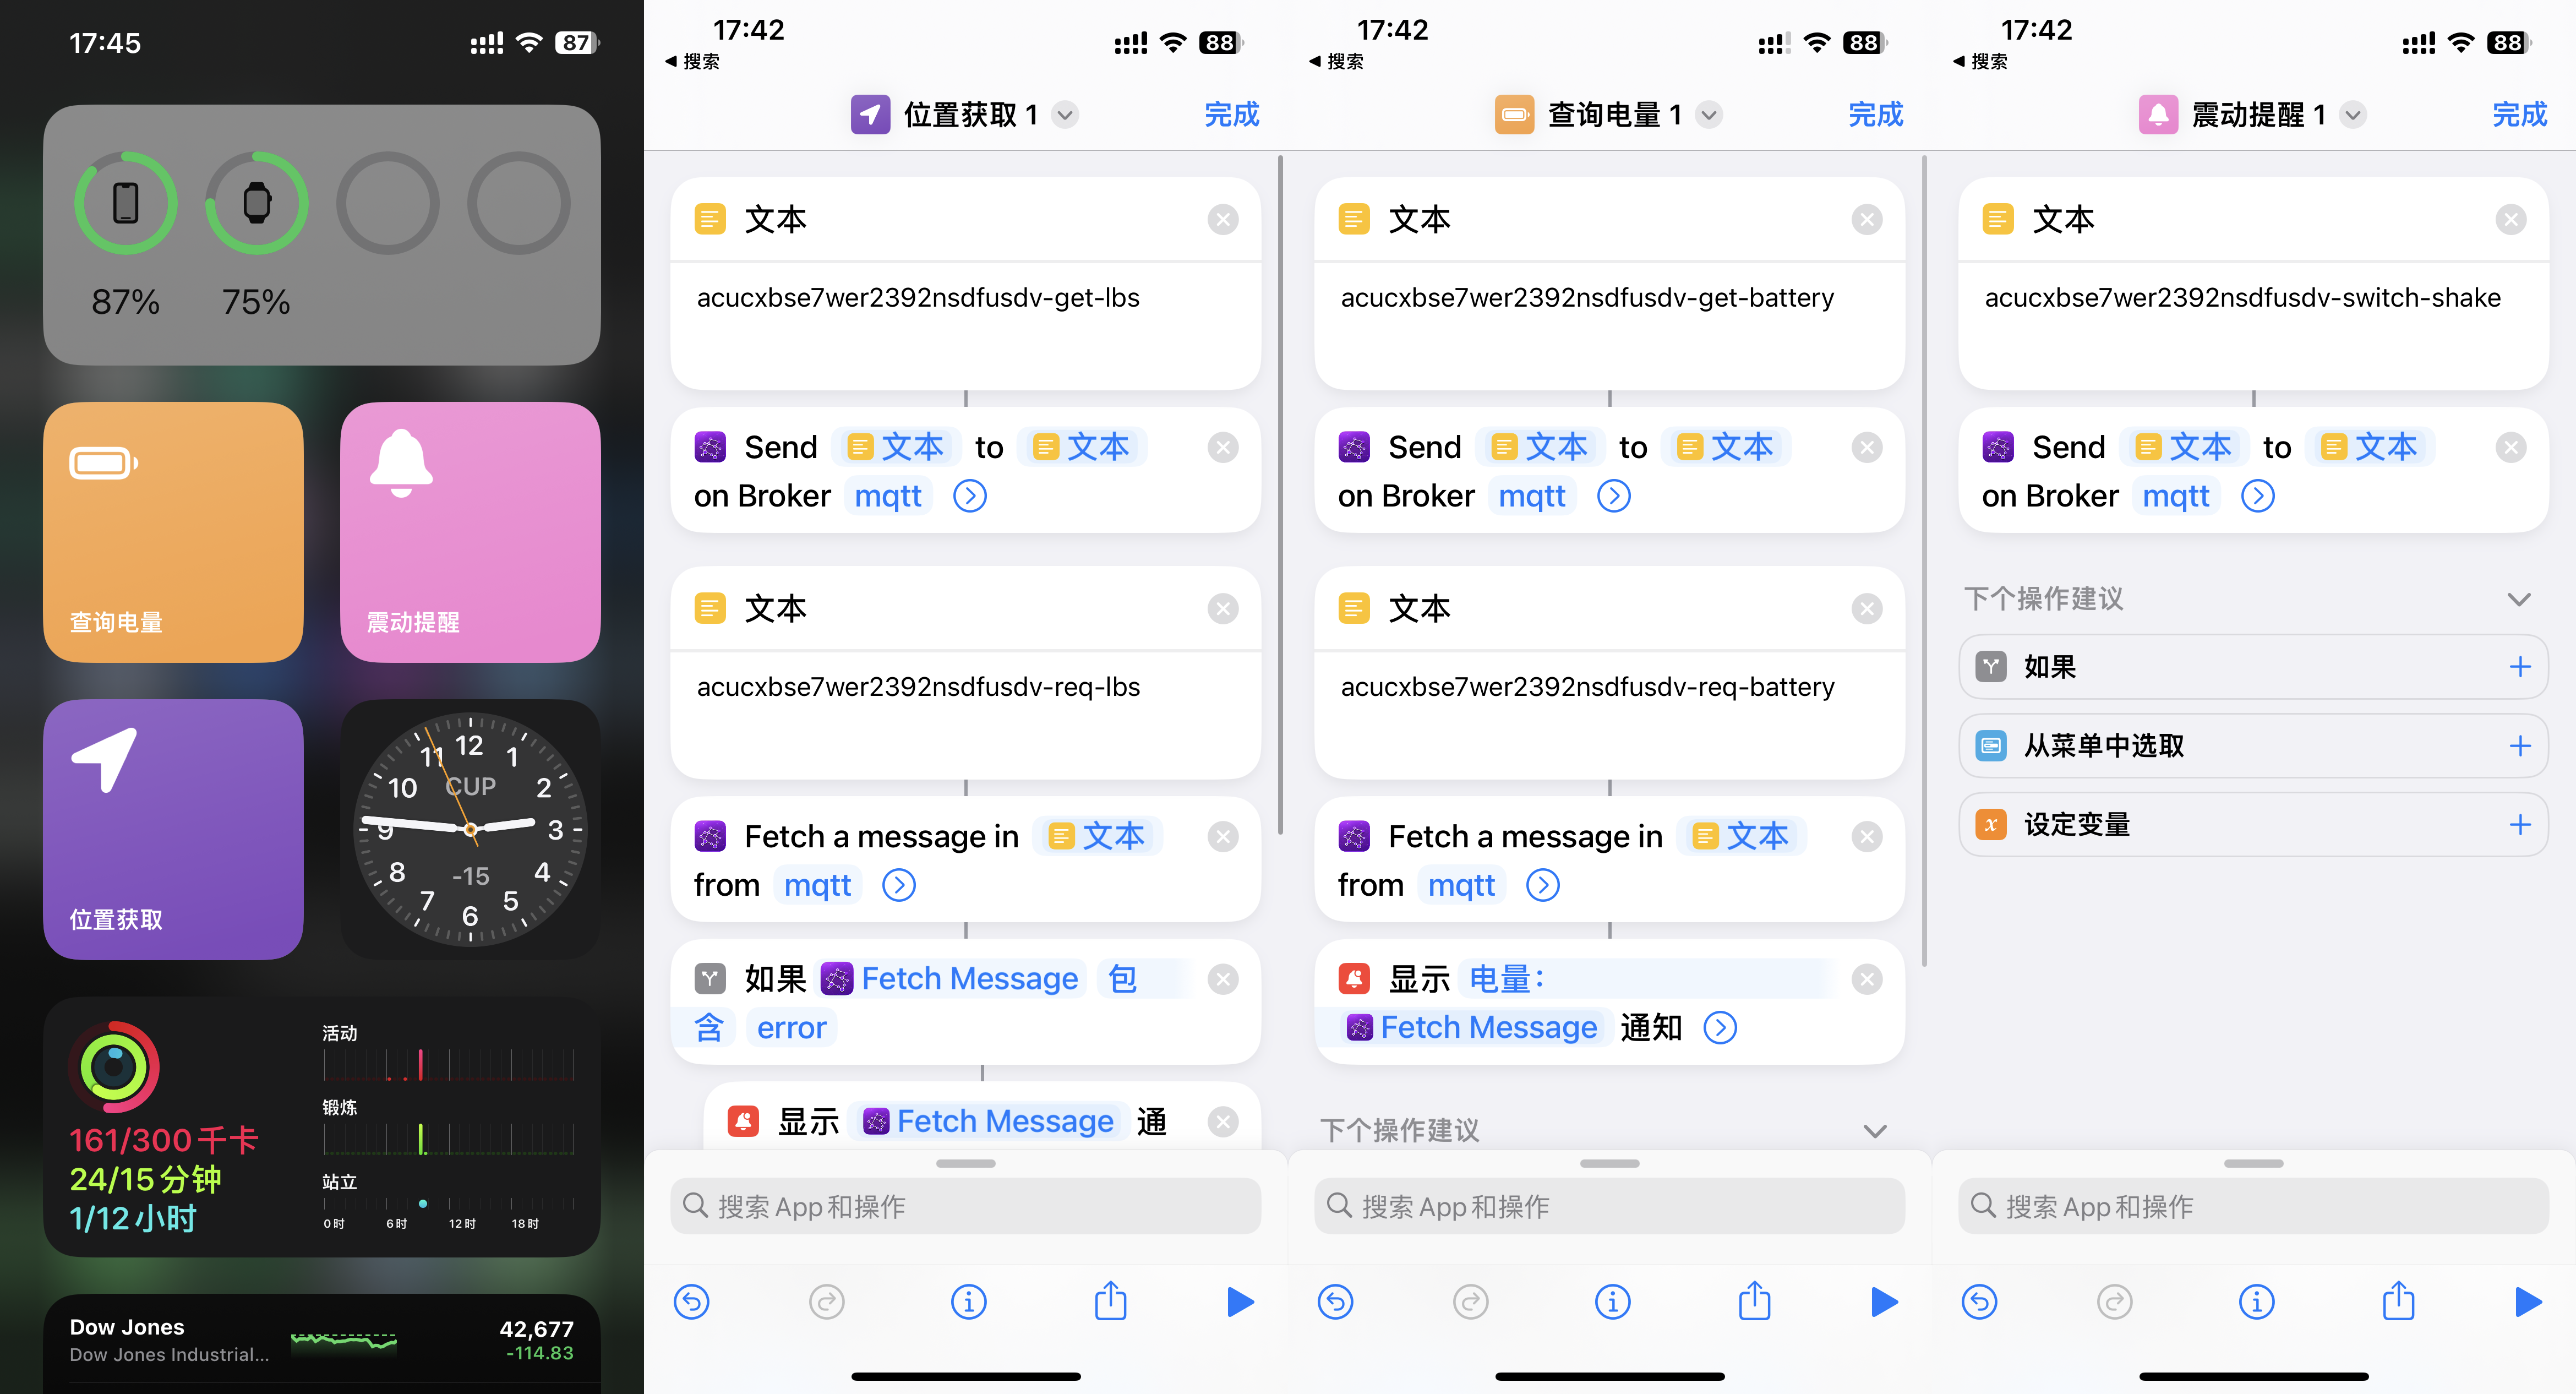 17:45
87
87%
75%
查询电量
震动提醒
位置获取
12
1
2
3
4
5
6
7
8
9
10
11
CUP
-15
活动
锻炼
站立
161/300千卡
24/15分钟
1/12小时
0时
6时
12时
18时
Dow Jones
Dow Jones Industrial...
42,677
-114.83
17:42
搜索
88
位置获取 1
完成
文本
acucxbse7wer2392nsdfusdv-get-lbs
Send 文本 to 文本
on Broker mqtt
文本
acucxbse7wer2392nsdfusdv-req-lbs
Fetch a message in 文本
from mqtt
如果 Fetch Message 包
含 error
显示 Fetch Message 通
搜索 App 和操作
17:42
搜索
88
查询电量 1
完成
文本
acucxbse7wer2392nsdfusdv-get-battery
Send 文本 to 文本
on Broker mqtt
文本
acucxbse7wer2392nsdfusdv-req-battery
Fetch a message in 文本
from mqtt
显示 电量：
Fetch Message 通知
下个操作建议
搜索 App 和操作
17:42
搜索
88
震动提醒 1
完成
文本
acucxbse7wer2392nsdfusdv-switch-shake
Send 文本 to 文本
on Broker mqtt
下个操作建议
如果
从菜单中选取
设定变量
搜索 App 和操作